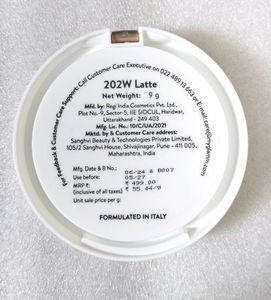 For Feedback & Customer Care Support: Call Customer Care Executive on 022 489 13 663 or E-mail: care@myglamm.com
202W Latte
Net Weight: 9 g
Mfd. by: Regi India Cosmetics Pvt. Ltd.,
Plot No.-9, Sector-5, IIE SIDCUL, Haridwar,
Uttarakhand - 249 403
Mfg. Lic. No.: 191/C/UA/2021
Mktd. by & Customer Care address:
Sanghvi Beauty & Technologies Private Limited,
105/2 Sanghvi House, Shivajinagar, Pune - 411 005,
Maharashtra, India
Mfg. Date & B No.: 06/24 & B007
Use before: 05/27
MRP ₹ ₹ 499.00
(inclusive of all taxes) ₹ 55.44/g
Unit sale price per g:
FORMULATED IN ITALY